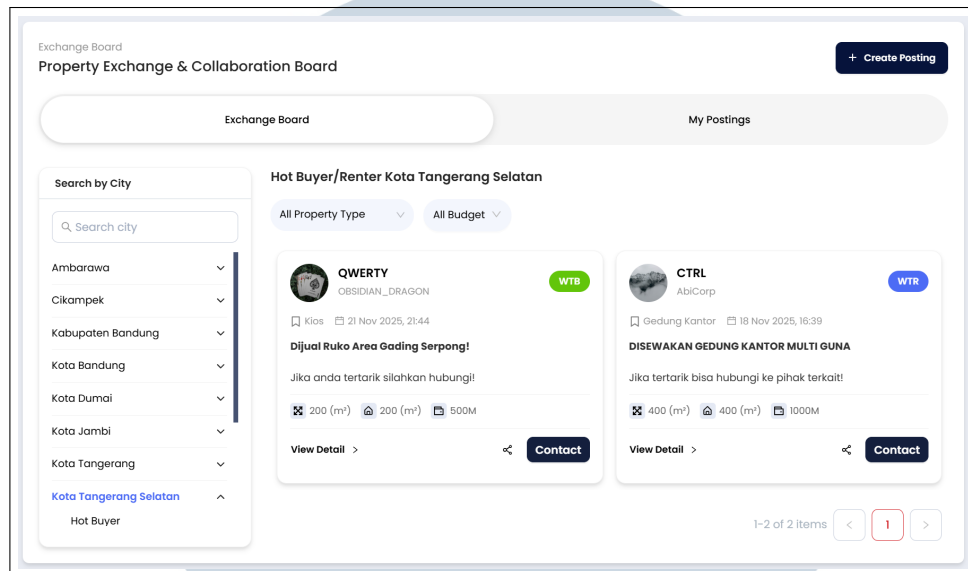 Exchange Board
Property Exchange & Collaboration Board
+ Create Posting
Exchange Board
My Postings
Search by City
Search city
Ambarawa
Cikampek
Kabupaten Bandung
Kota Bandung
Kota Dumai
Kota Jambi
Kota Tangerang
Kota Tangerang Selatan
Hot Buyer
Hot Buyer/Renter Kota Tangerang Selatan
All Property Type
All Budget
QWERTY
OBSIDIAN_DRAGON
WTB
Kios 21 Nov 2025, 21:44
Dijual Ruko Area Gading Serpong!
Jika anda tertarik silahkan hubungi!
200 (m²) 200 (m²) 500M
View Detail >
Contact
CTRL
AbiCorp
WTR
Gedung Kantor 18 Nov 2025, 16:39
DISEWAKAN GEDUNG KANTOR MULTI GUNA
Jika tertarik bisa hubungi ke pihak terkait!
400 (m²) 400 (m²) 1000M
View Detail >
Contact
1-2 of 2 items < 1 >